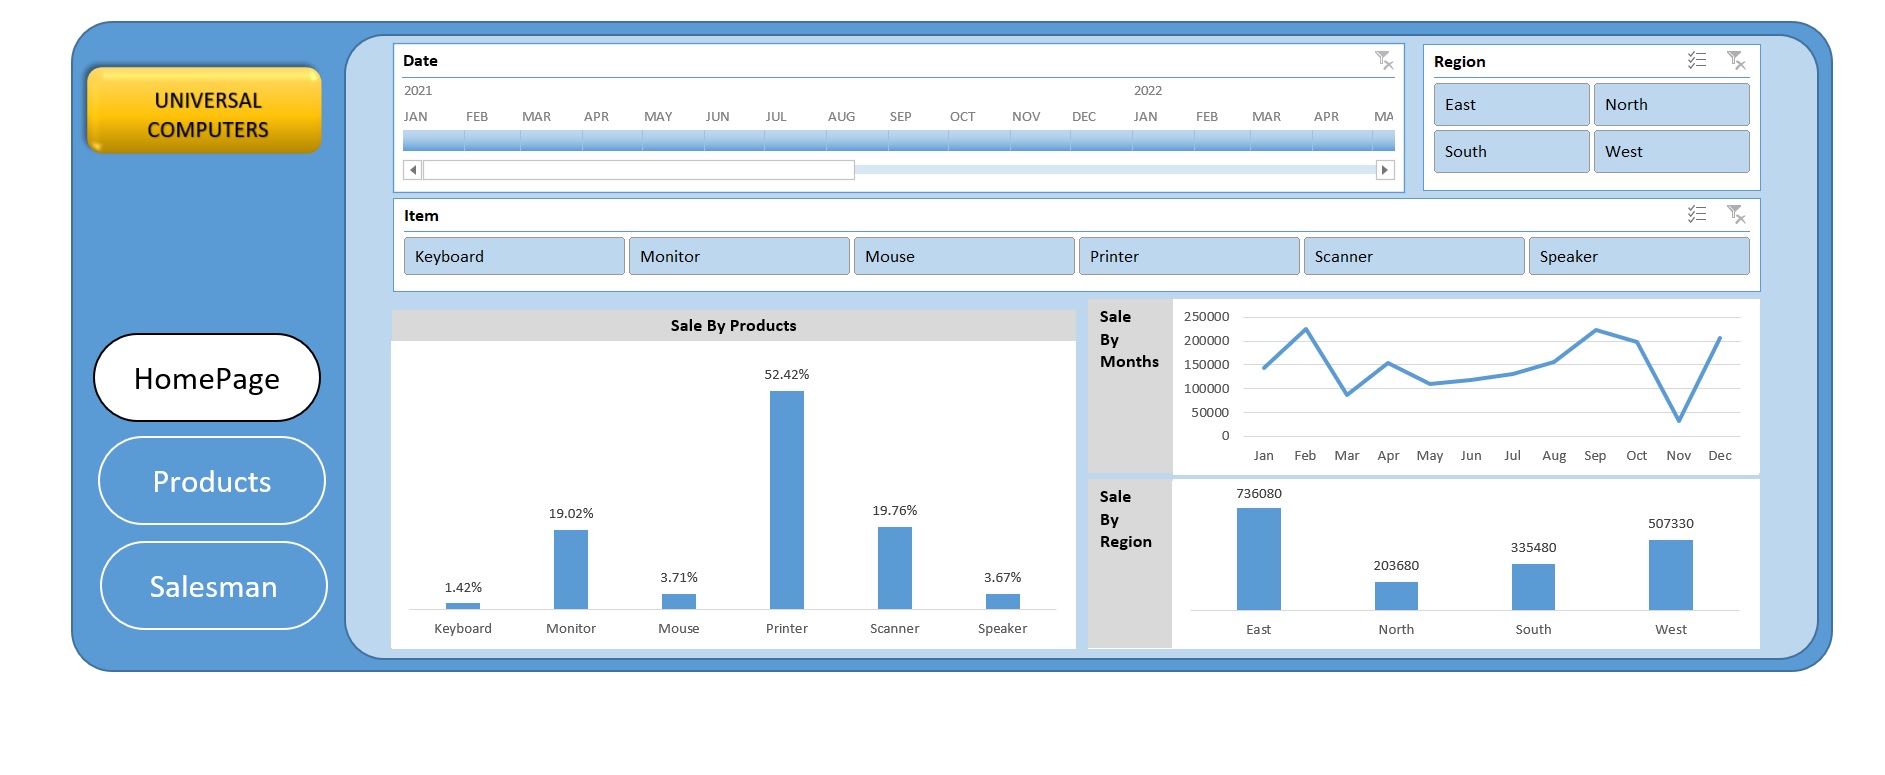 UNIVERSAL
COMPUTERS
HomePage
Products
Salesman
Date
2021 2022
JAN FEB MAR APR MAY JUN JUL AUG SEP OCT NOV DEC JAN FEB MAR APR MA
Region
East North
South West
Item
Keyboard Monitor Mouse Printer Scanner Speaker
Sale By Products
52.42%
19.02% 19.76%
1.42% 3.71% 3.67%
Keyboard Monitor Mouse Printer Scanner Speaker
Sale
By
Months
250000
200000
150000
100000
50000
0
Jan Feb Mar Apr May Jun Jul Aug Sep Oct Nov Dec
Sale
By
Region
736080
203680
335480
507330
East North South West